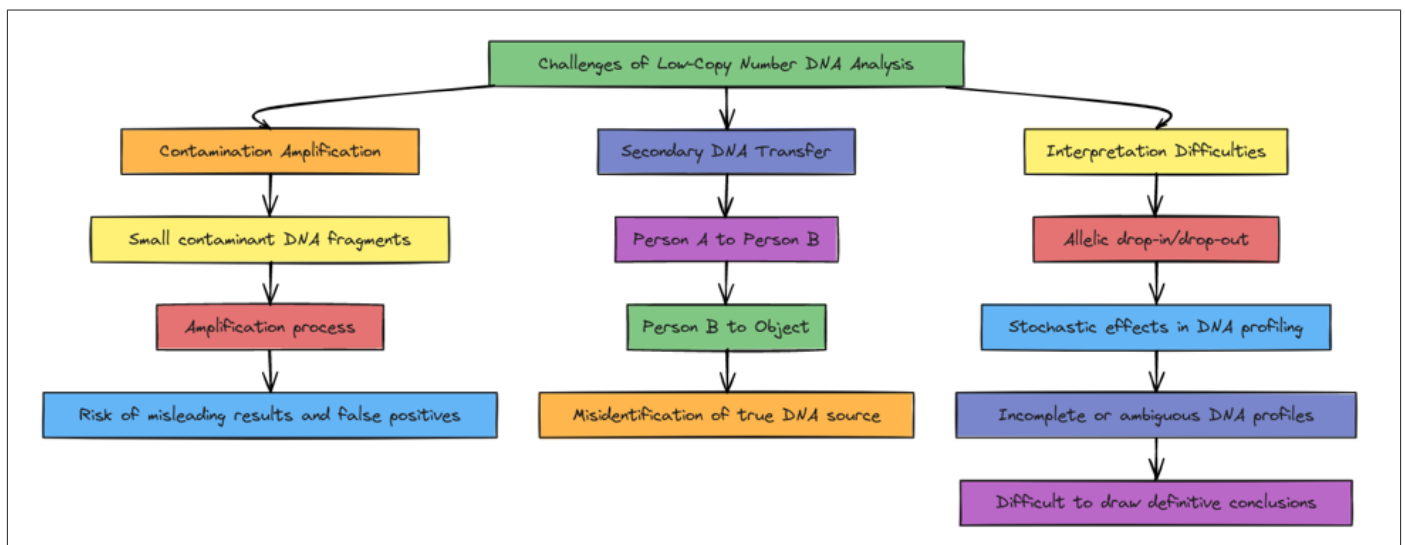 Challenges of Low-Copy Number DNA Analysis
Contamination Amplification
Secondary DNA Transfer
Interpretation Difficulties
Small contaminant DNA fragments
Person A to Person B
Allelic drop-in/drop-out
Amplification process
Person B to Object
Stochastic effects in DNA profiling
Risk of misleading results and false positives
Misidentification of true DNA source
Incomplete or ambiguous DNA profiles
Difficult to draw definitive conclusions